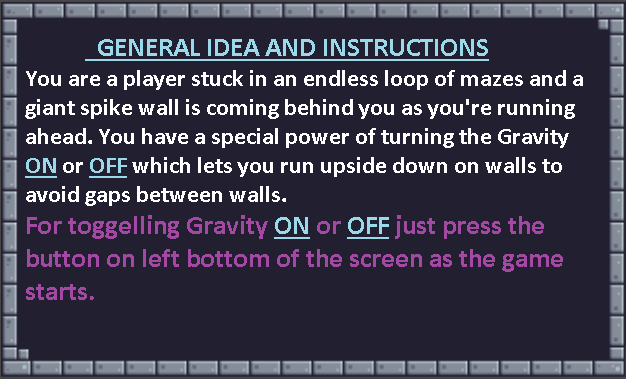 GENERAL IDEA AND INSTRUCTIONS
You are a player stuck in an endless loop of mazes and a
giant spike wall is coming behind you as you're running
ahead. You have a special power of turning the Gravity
ON or OFF which lets you run upside down on walls to
avoid gaps between walls.
For toggelling Gravity ON or OFF just press the
button on left bottom of the screen as the game
starts.